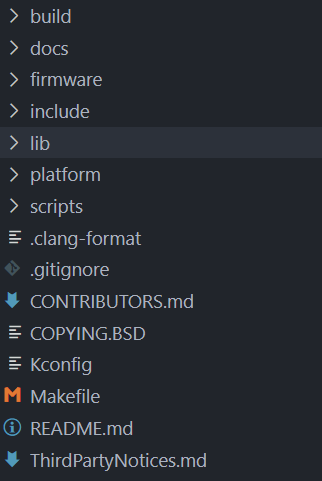 build
docs
firmware
include
lib
platform
scripts
.clang-format
.gitignore
CONTRIBUTORS.md
COPYING.BSD
Kconfig
Makefile
README.md
ThirdPartyNotices.md